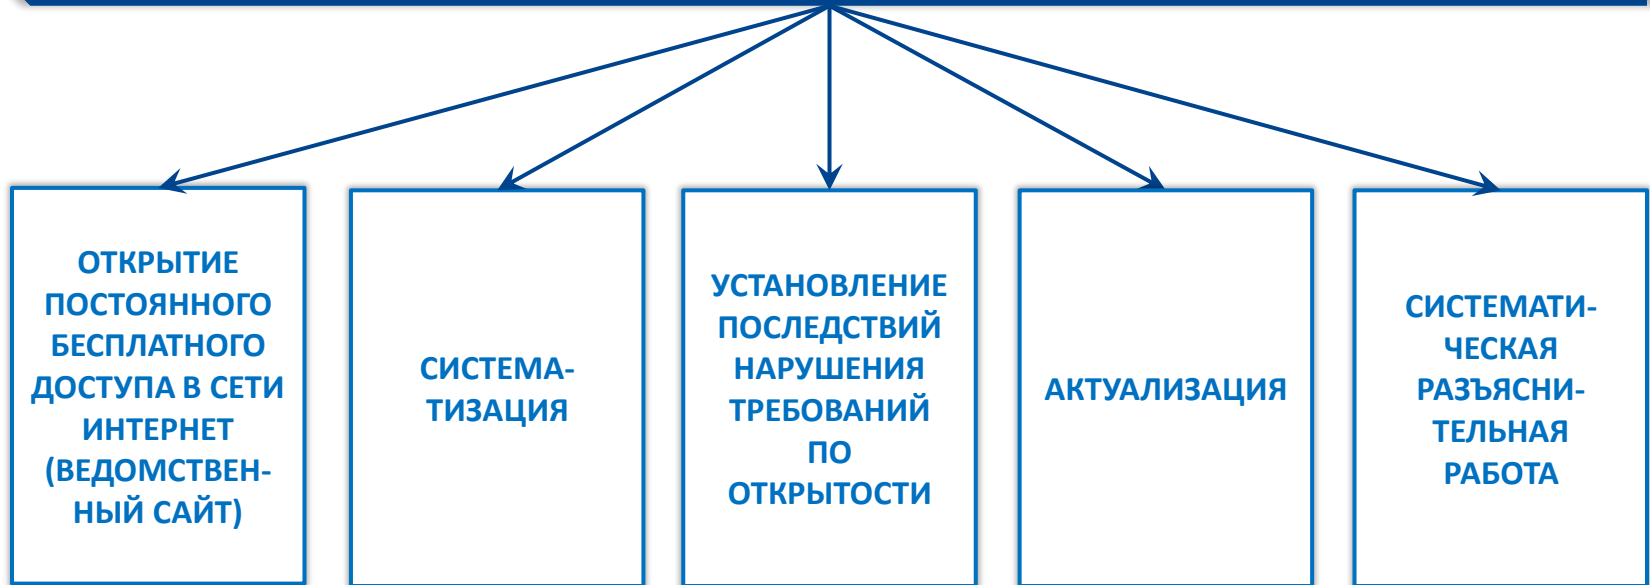 ОТКРЫТИЕ
ПОСТОЯННОГО
БЕСПЛАТНОГО
ДОСТУПА В СЕТИ
ИНТЕРНЕТ
(ВЕДОМСТВЕН-
НЫЙ САЙТ)
СИСТЕМА-
ТИЗАЦИЯ
УСТАНОВЛЕНИЕ
ПОСЛЕДСТВИЙ
НАРУШЕНИЯ
ТРЕБОВАНИЙ
ПО
ОТКРЫТОСТИ
АКТУАЛИЗАЦИЯ
СИСТЕМАТИ-
ЧЕСКАЯ
РАЗЪЯСНИ-
ТЕЛЬНАЯ
РАБОТА